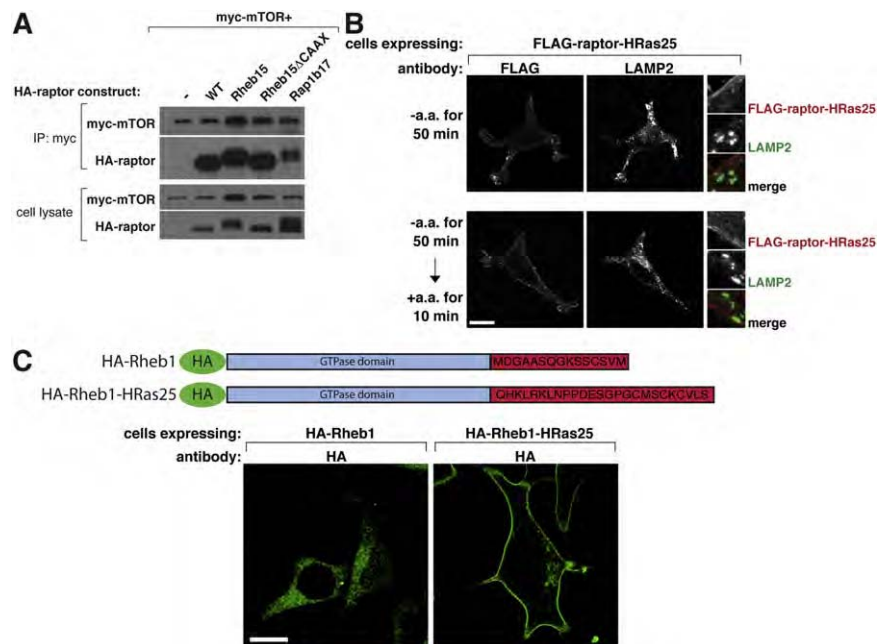 A
myc-mTOR+
HA-raptor construct:
-
WT
Rheb15
Rheb15ΔCAAX
Rap1b17
IP: myc
myc-mTOR
HA-raptor
cell lysate
myc-mTOR
HA-raptor
B
cells expressing:
FLAG-raptor-HRas25
antibody:
FLAG
LAMP2
-a.a. for
50 min
FLAG-raptor-HRas25
LAMP2
merge
-a.a. for
50 min
+a.a. for
10 min
FLAG-raptor-HRas25
LAMP2
merge
C
HA-Rheb1
HA
GTPase domain
MDGAASQGKSSCSVM
HA-Rheb1-HRas25
HA
GTPase domain
QHKLRKLNPPDESGPGCMSCKCVLS
cells expressing:
HA-Rheb1
HA-Rheb1-HRas25
antibody:
HA
HA